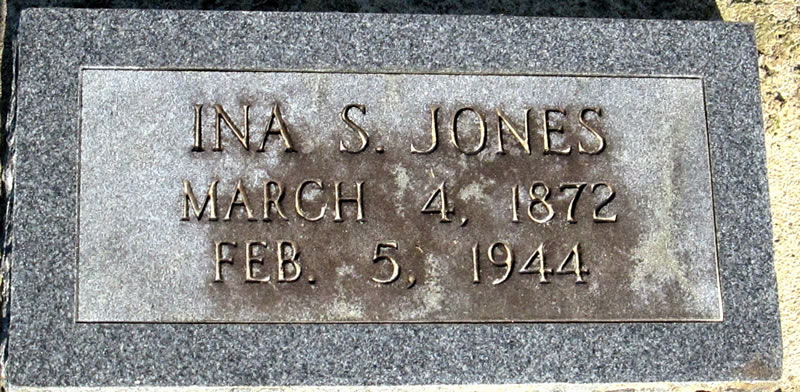 INA S. JONES
MARCH 4, 1872
FEB. 5, 1944